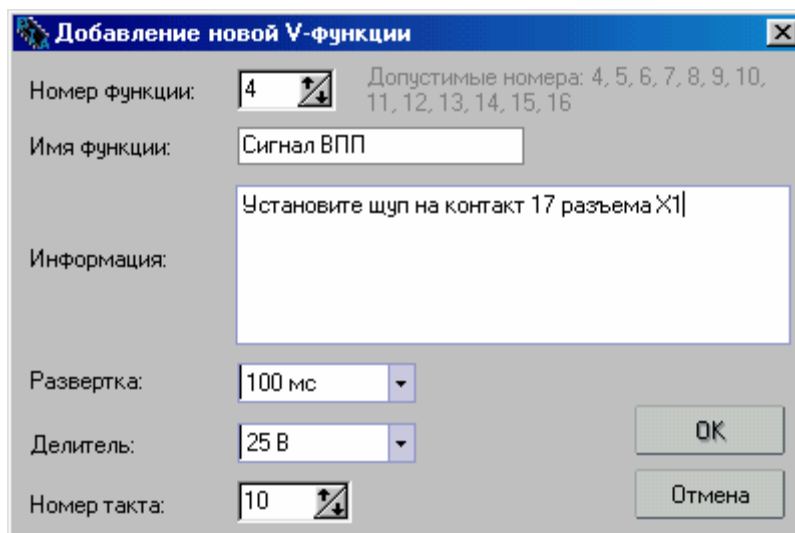 Добавление новой V-функции
Номер функции: 4 Допустимые номера: 4, 5, 6, 7, 8, 9, 10,
11, 12, 13, 14, 15, 16
Имя функции: Сигнал ВПП
Установите щуп на контакт 17 разъема X1
Информация:
Развертка: 100 мс
Делитель: 25 В
OK
Номер такта: 10
Отмена